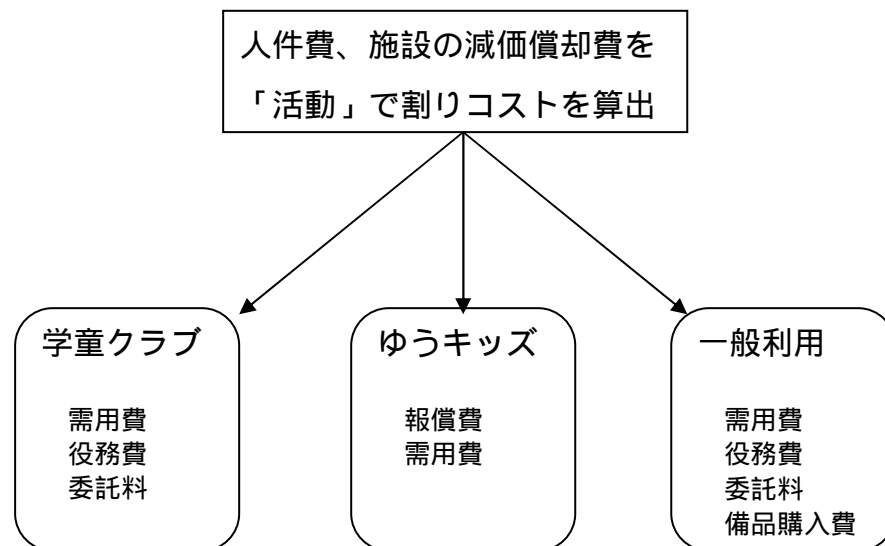 人件費、施設の減価償却費を
「活動」で割りコストを算出
学童クラブ
需用費
役務費
委託料
ゆうキッズ
報償費
需用費
一般利用
需用費
役務費
委託料
備品購入費